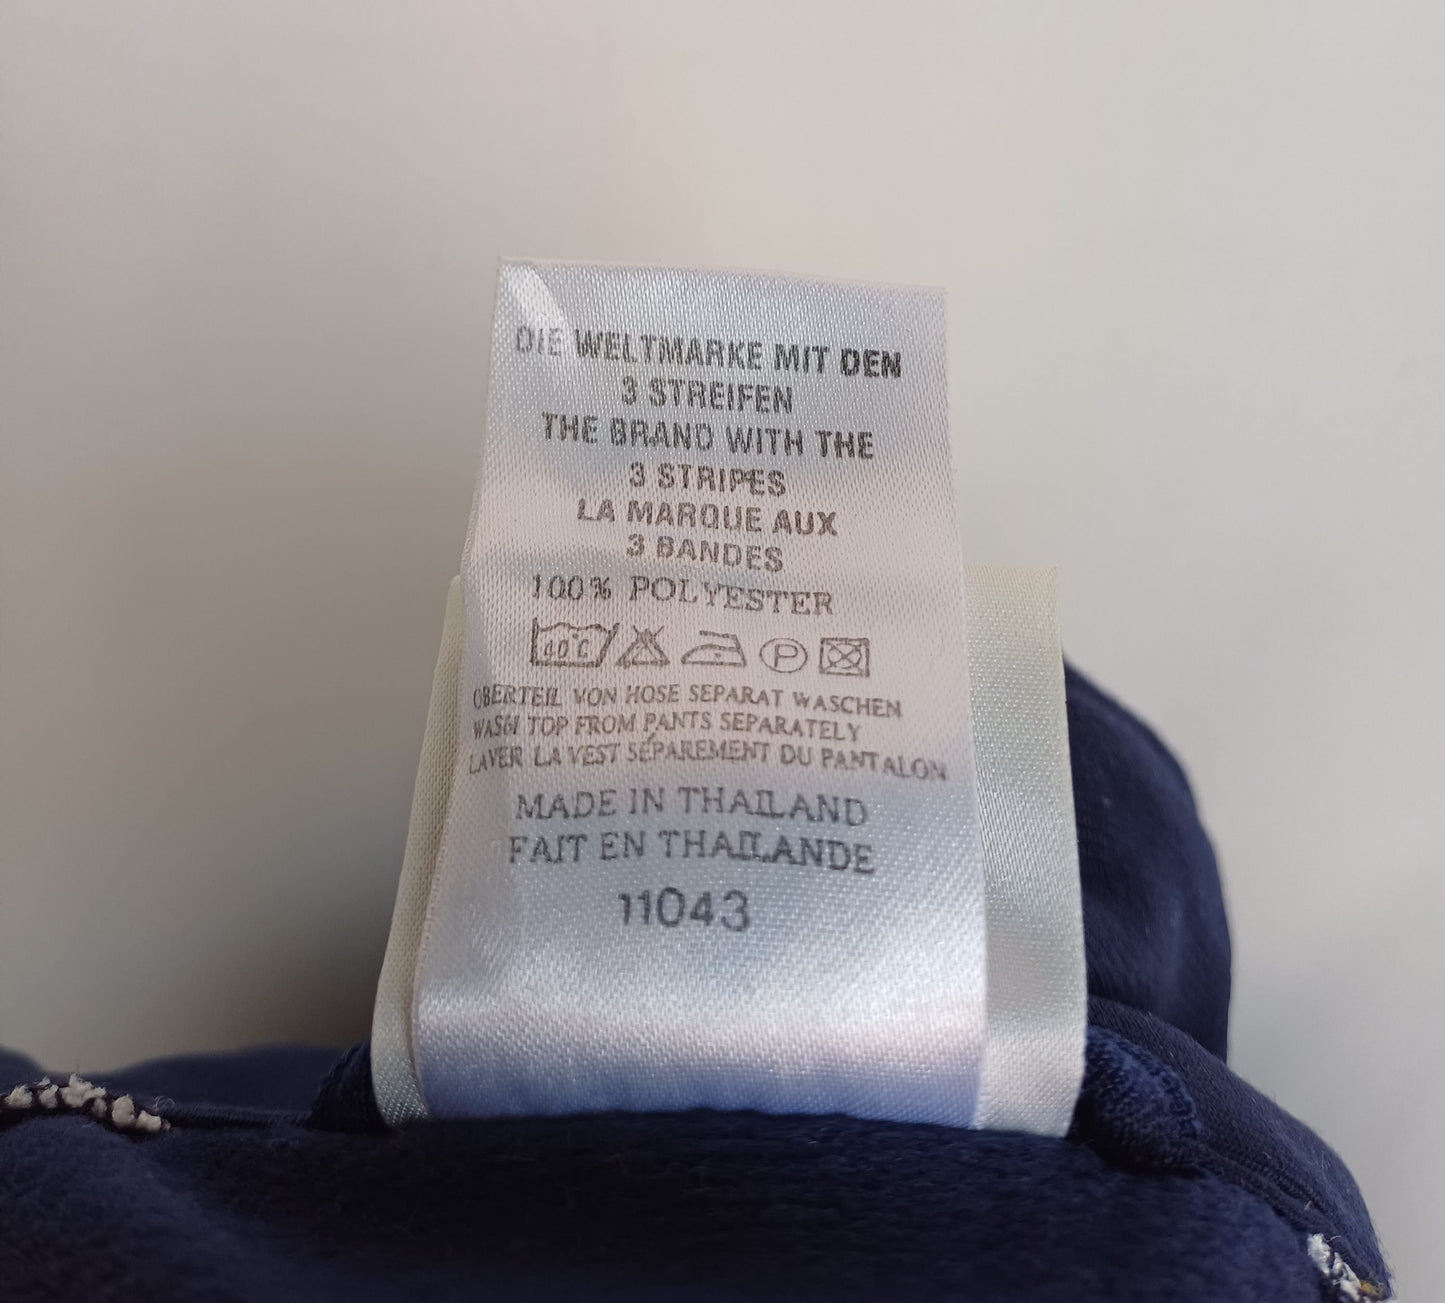 DIE WELTMARKE MIT DEN
3 STREIFEN
THE BRAND WITH THE
3 STRIPES
LA MARQUE AUX
3 BANDES
100% POLYESTER
40°C P
OBERTEIL VON HOSE SEPARAT WASCHEN
WASH TOP FROM PANTS SEPARATELY
LAVER LA VEST SÉPAREMENT DU PANTALON
MADE IN THAILAND
FAIT EN THAILANDE
11043